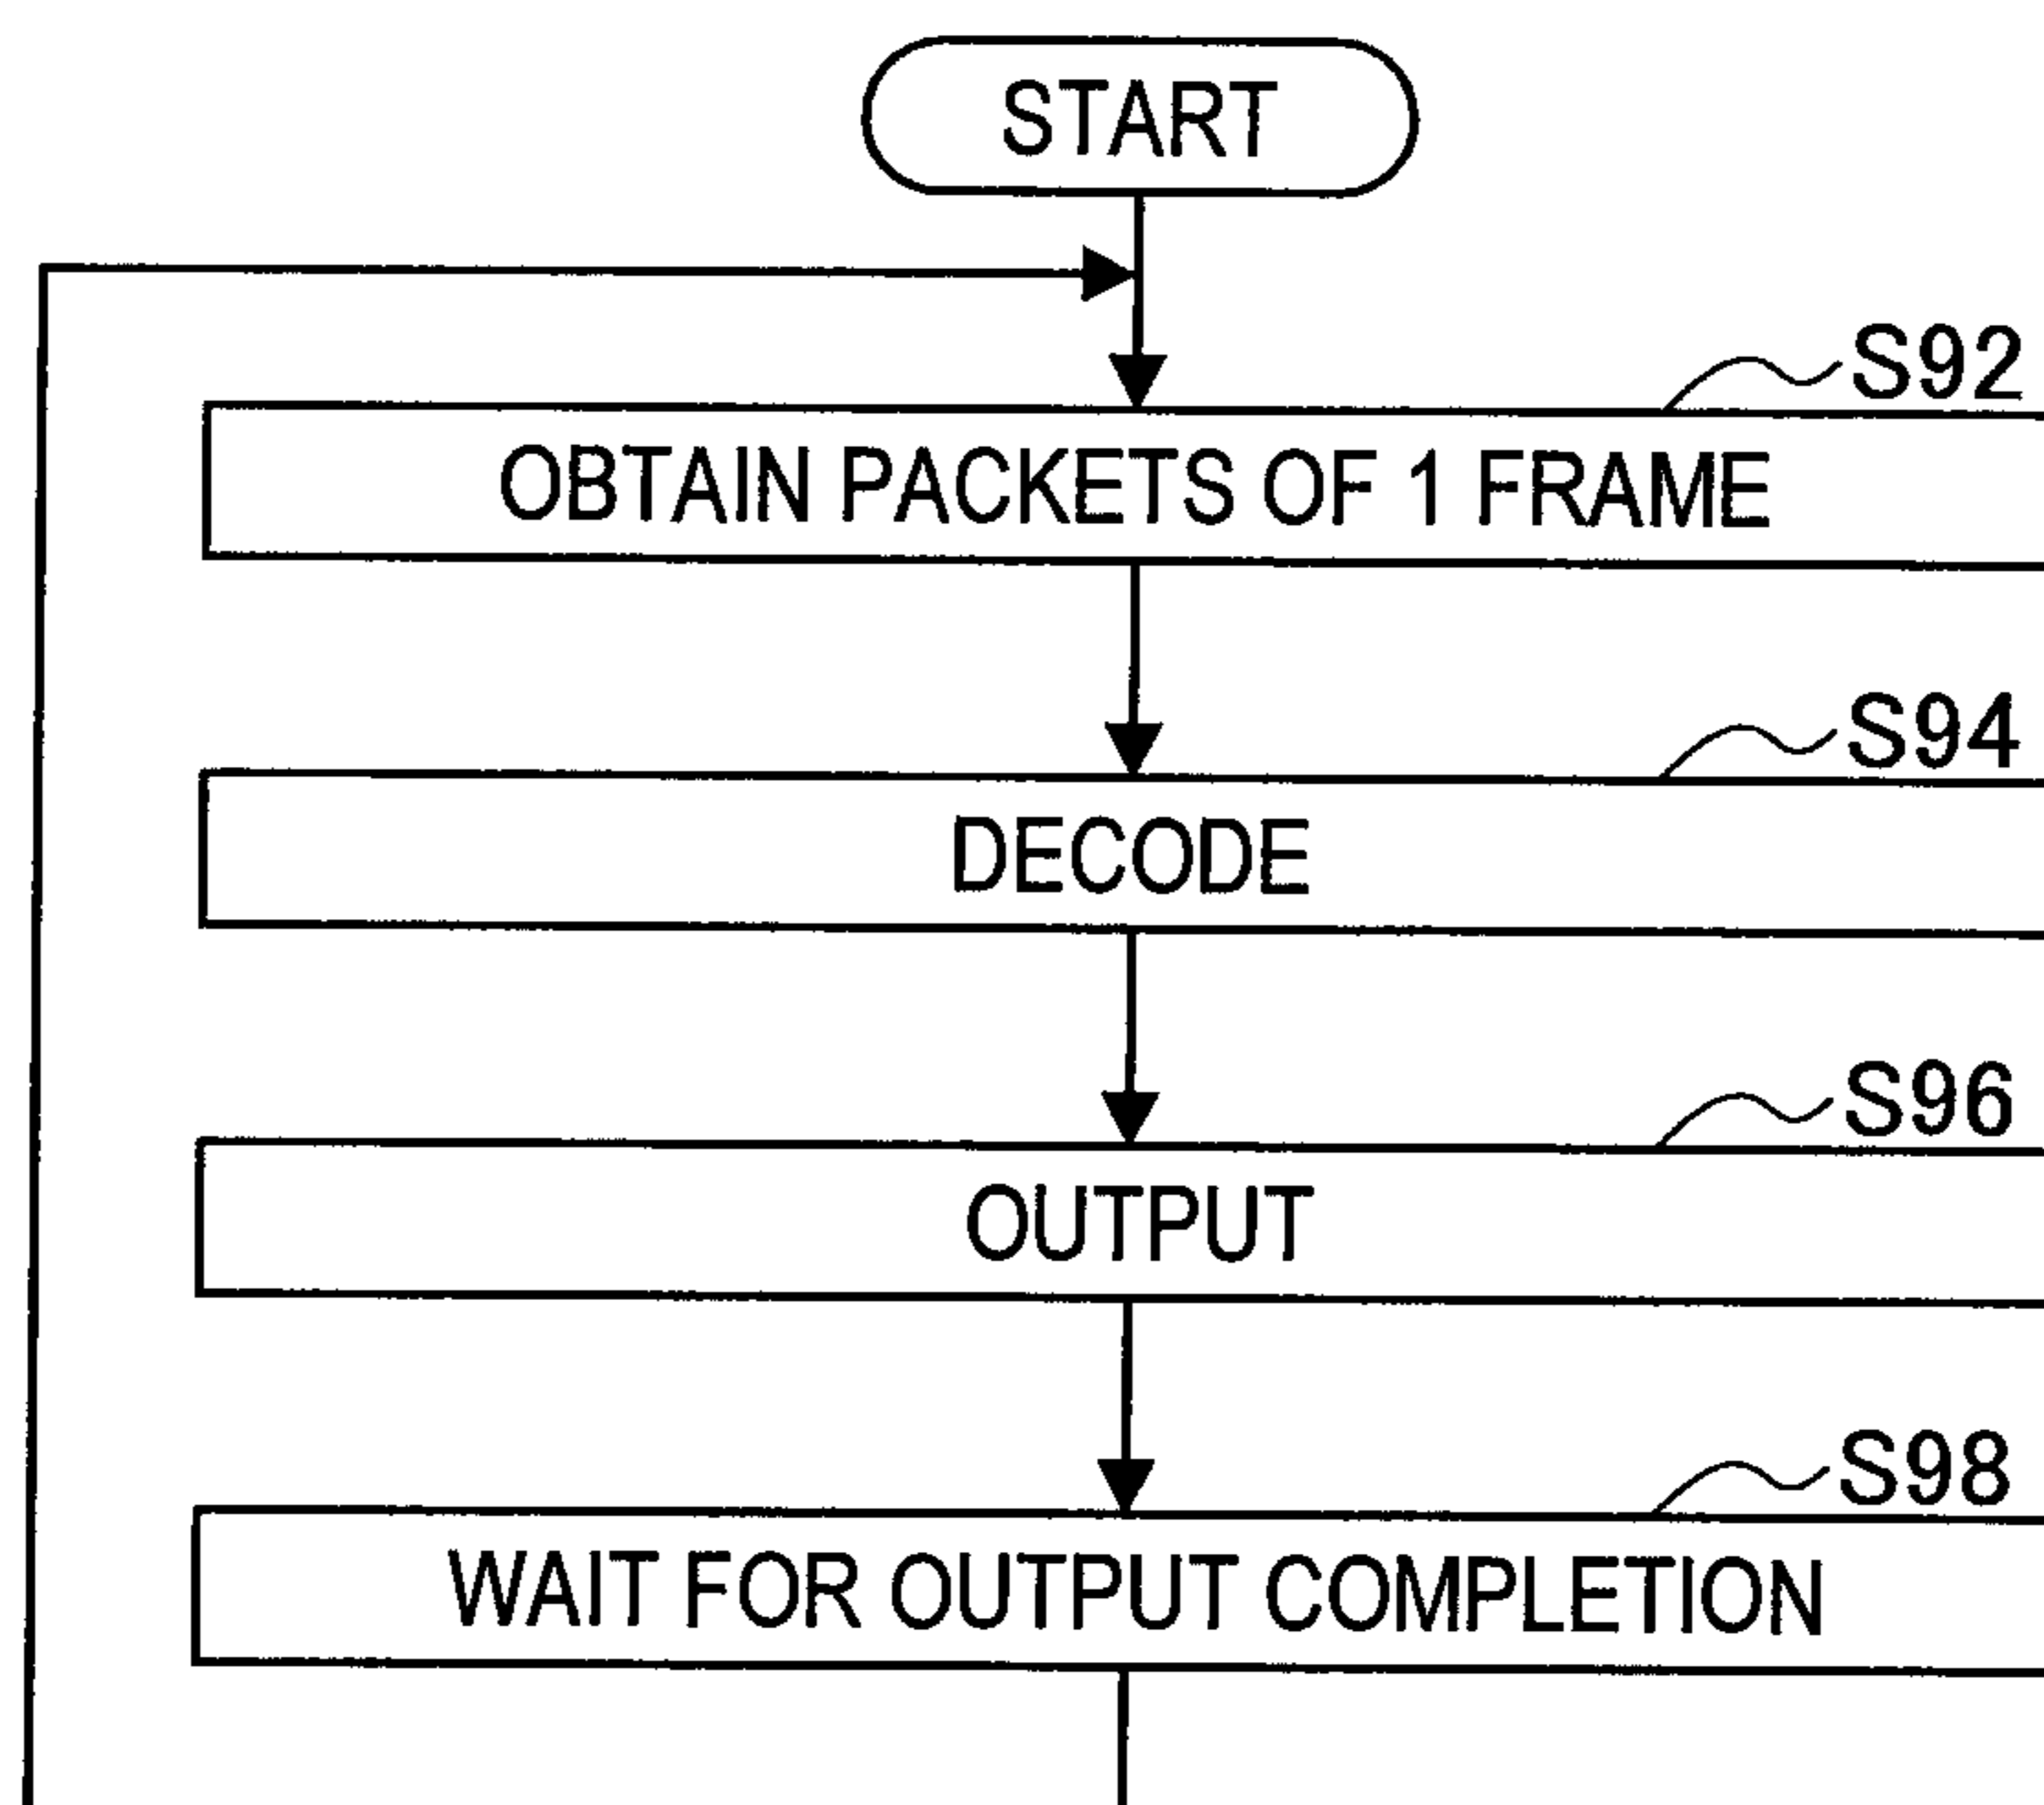 START
S92
OBTAIN PACKETS OF 1 FRAME
S94
DECODE
S96
OUTPUT
S98
WAIT FOR OUTPUT COMPLETION